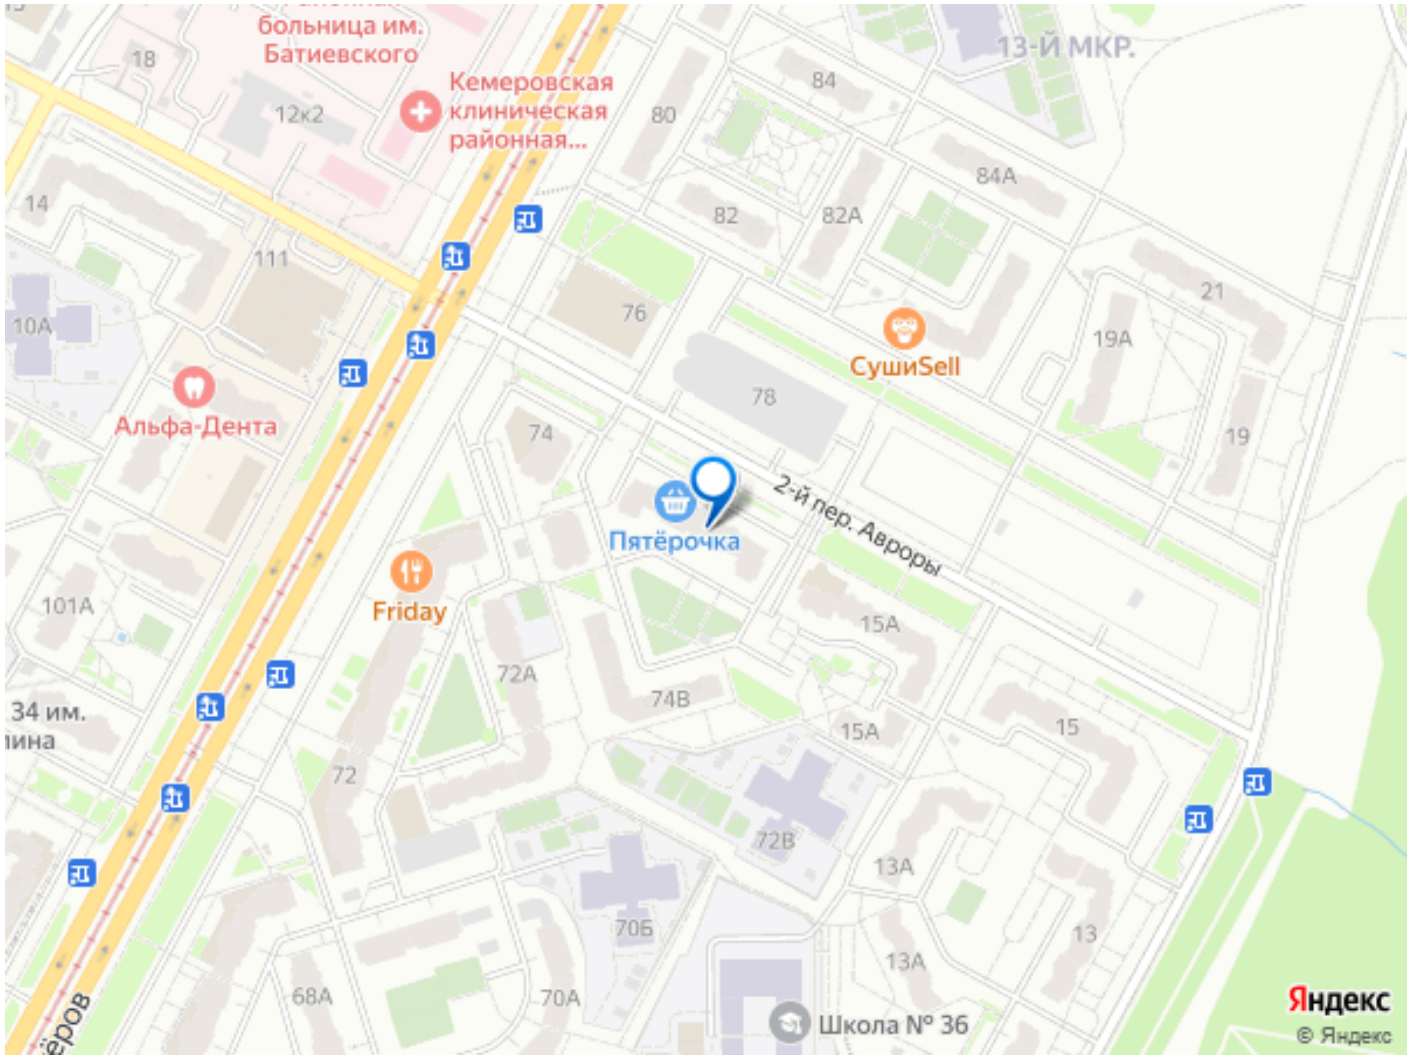 больница им.
Батиевского
18
13-Й МКР.
84
Кемеровская
клиническая
районная...
12к2
80
84А
14
82
82А
111
21
76
10А
19А
СушиSell
78
Альфа-Дента
74
19
2-й пер. Авроры
Пятёрочка
Friday
101А
15А
72А
74В
34 им.
15
15А
72
72В
13А
70Б
13
13А
68А
70А
Школа № 36
Яндекс
© Яндекс